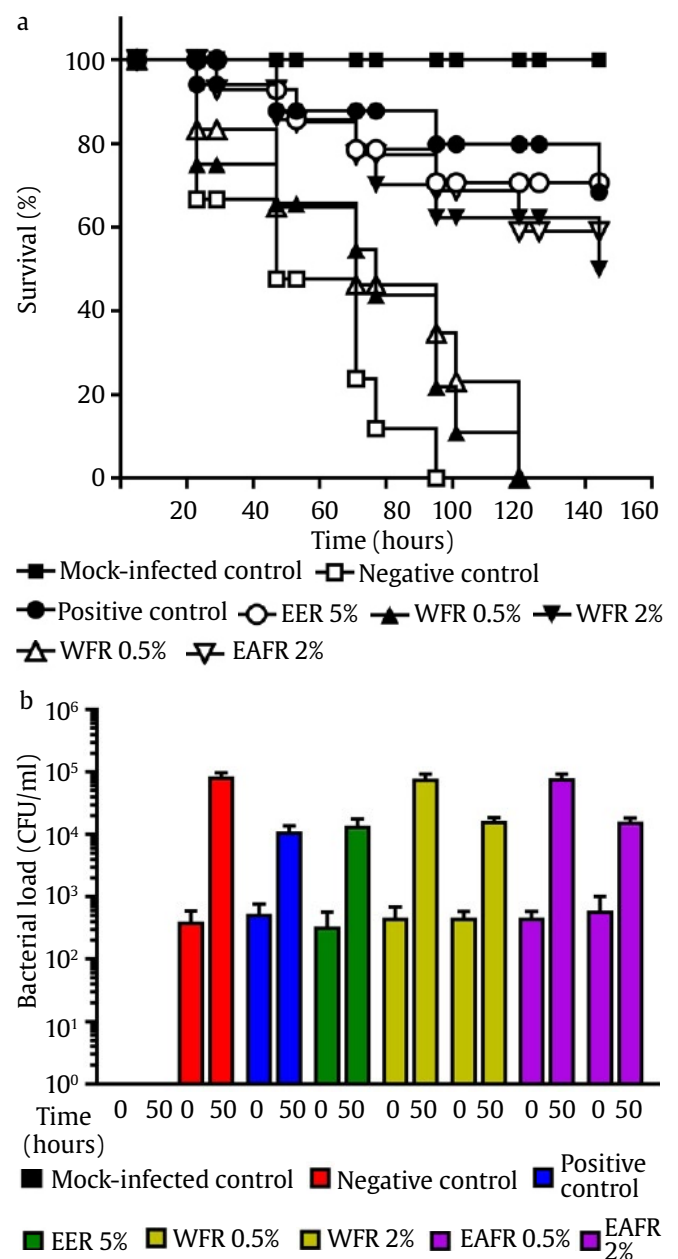 a
100
80
60
40
20
0
Survival (%)
20 40 60 80 100 120 140 160
Time (hours)
Mock-infected control Negative control
Positive control EER 5% WFR 0.5% WFR 2%
WFR 0.5% EAFR 2%
b
10⁶
10⁵
10⁴
10³
10²
10¹
10⁰
Bacterial load (CFU/ml)
Time (hours) 0 50 0 50 0 50 0 50 0 50 0 50 0 50 0 50
Mock-infected control Negative control Positive control
EER 5% WFR 0.5% WFR 2% EAFR 0.5% EAFR 2%